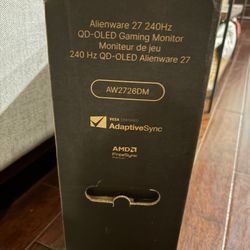 Alienware 27 240Hz
QD-OLED Gaming Monitor
Moniteur de jeu
240 Hz QD-OLED Alienware 27
AW2726DM
VESA CERTIFIED
AdaptiveSync
AMD
FreeSync